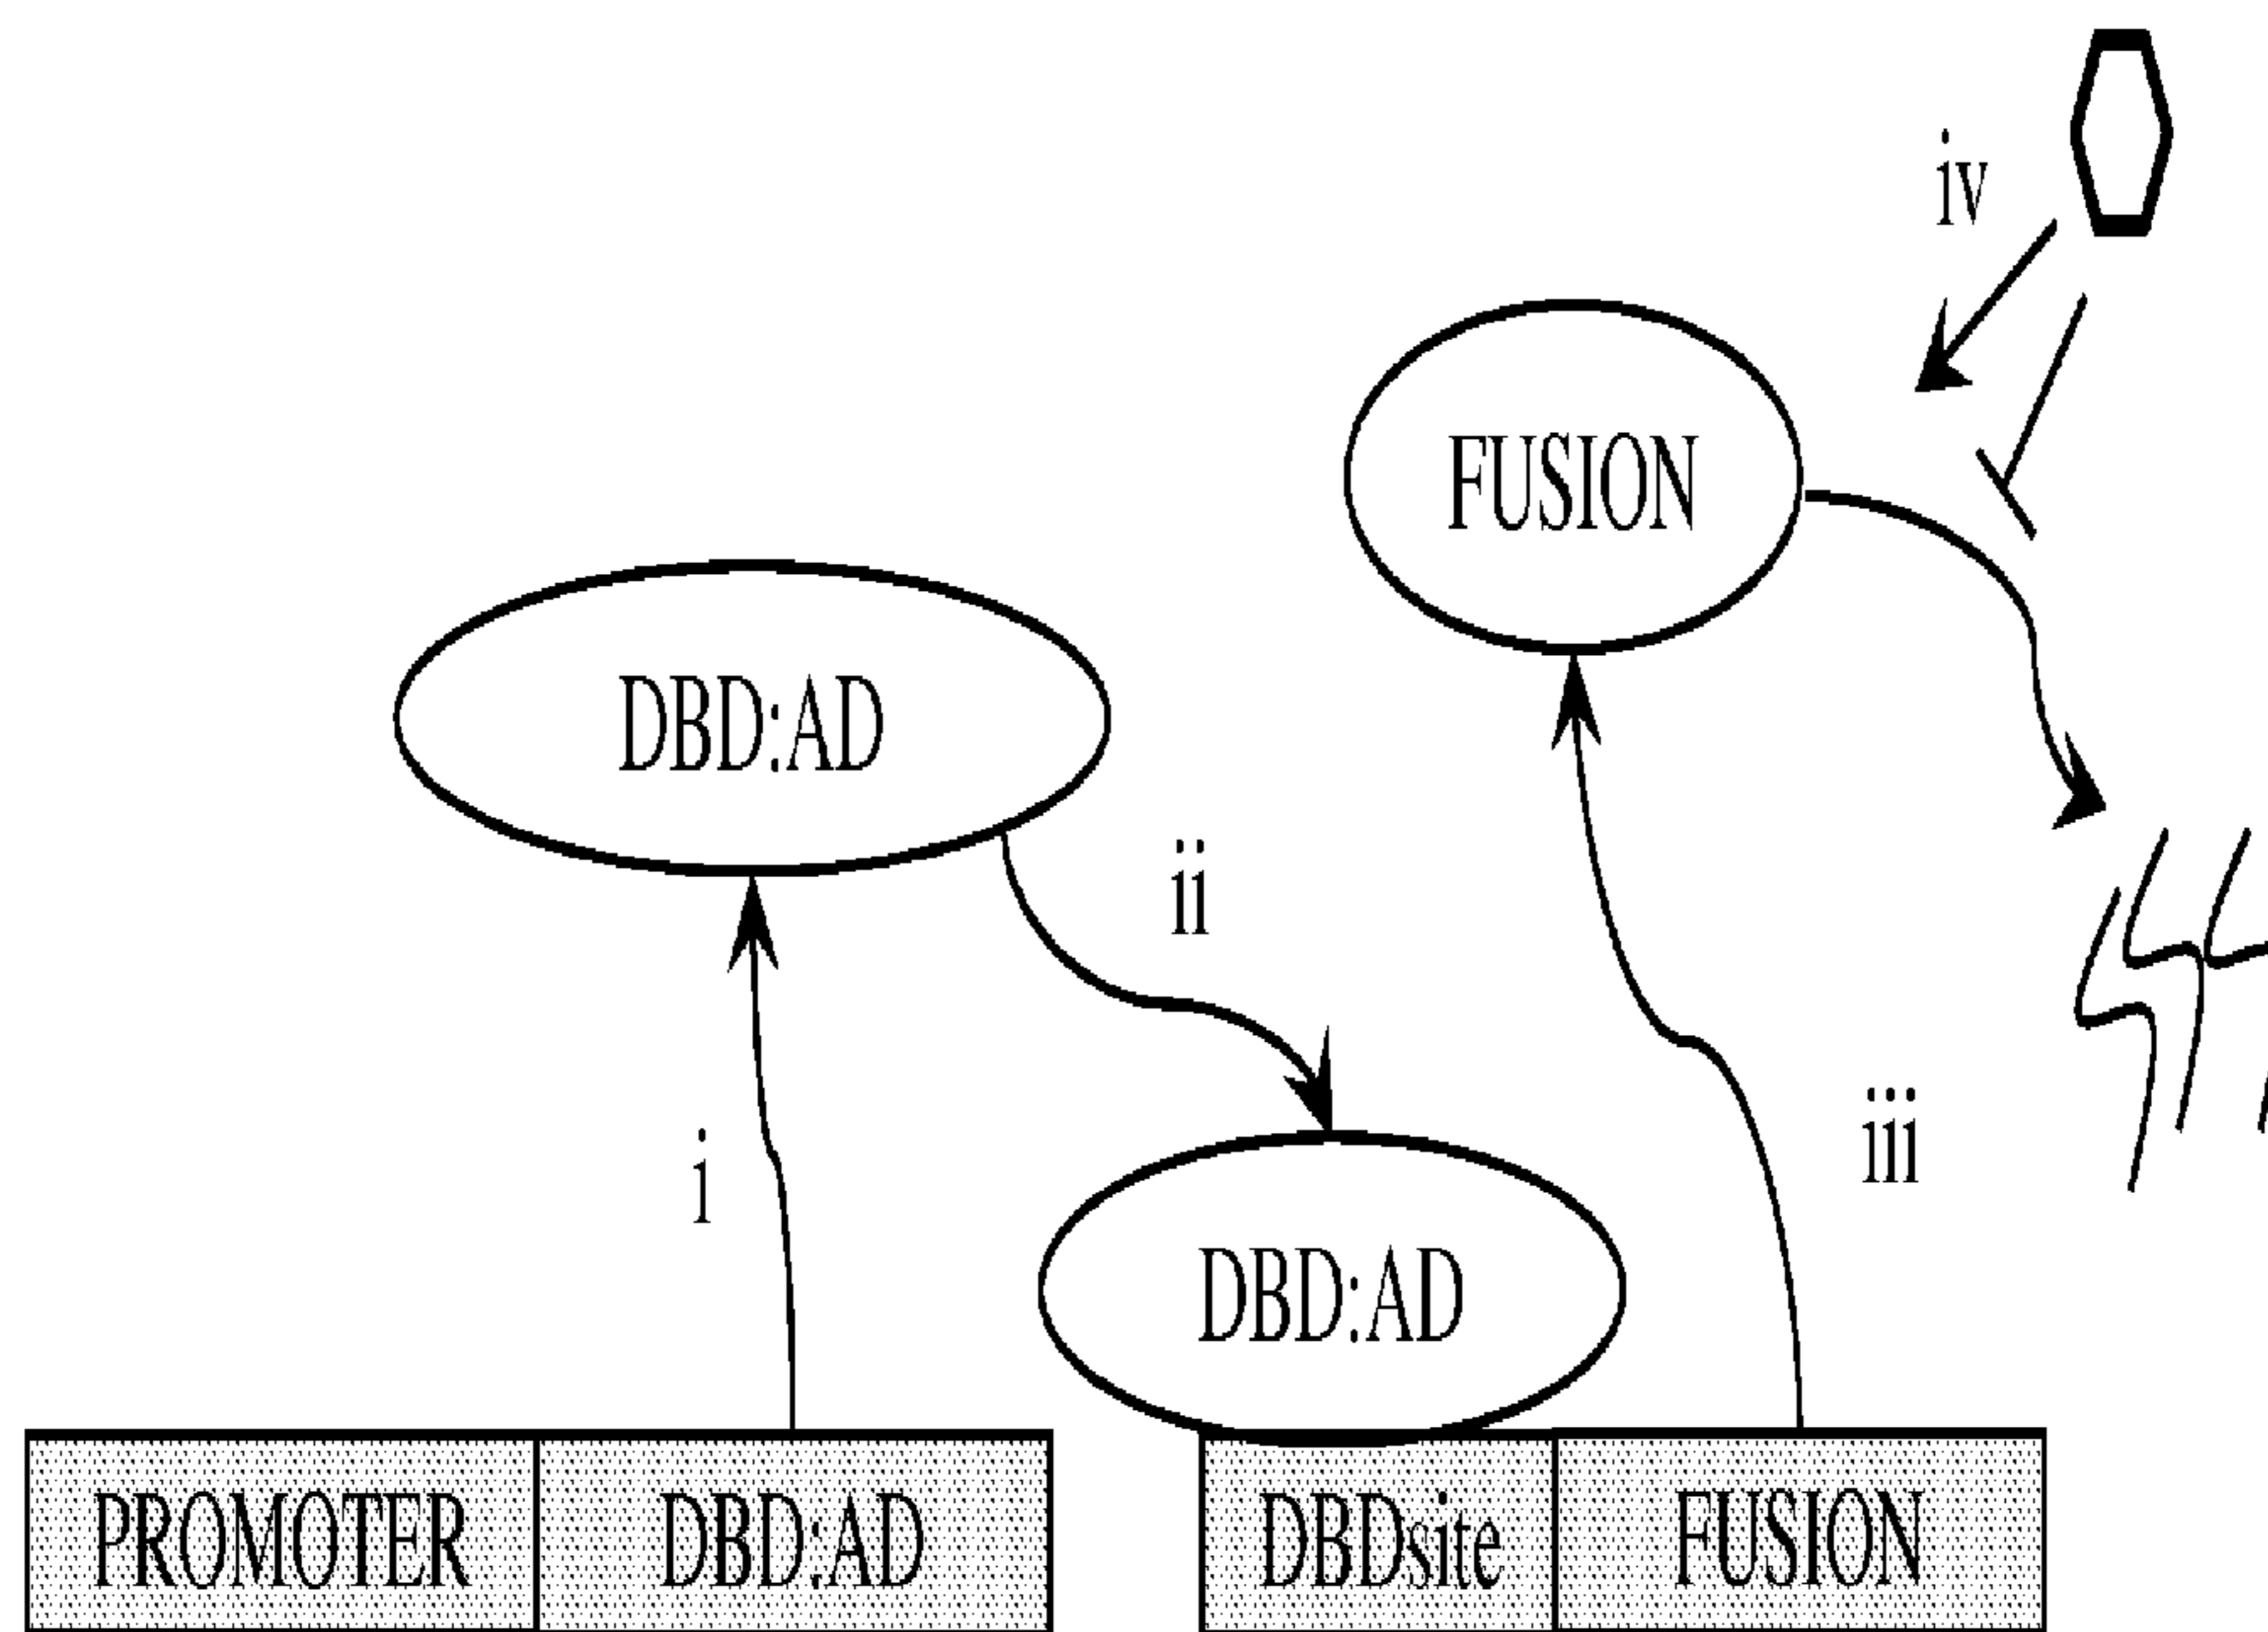 iv
FUSION
DBD:AD
ii
iii
i
DBD:AD
PROMOTER
DBD:AD
DBDsite
FUSION